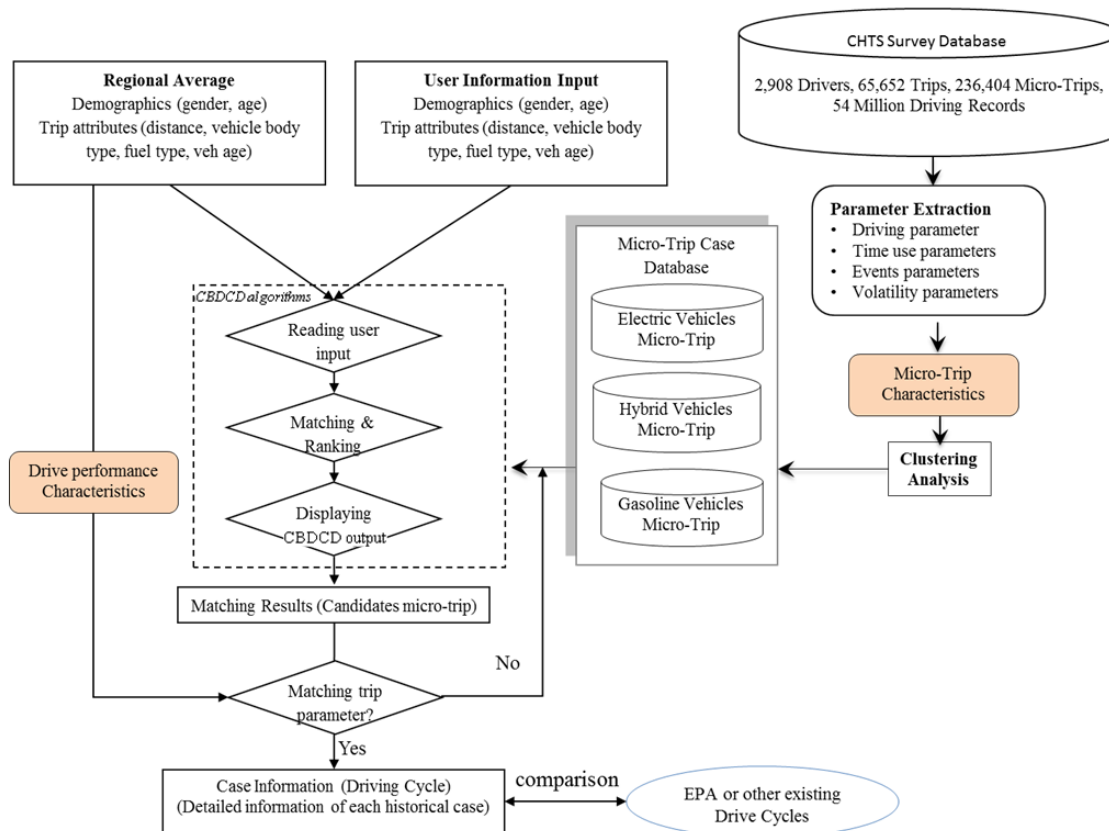 CHTS Survey Database
2,908 Drivers, 65,652 Trips, 236,404 Micro-Trips,
54 Million Driving Records
Regional Average
Demographics (gender, age)
Trip attributes (distance, vehicle body
type, fuel type, veh age)
User Information Input
Demographics (gender, age)
Trip attributes (distance, vehicle body
type, fuel type, veh age)
Parameter Extraction
• Driving parameter
• Time use parameters
• Events parameters
• Volatility parameters
Micro-Trip Case
Database
Electric Vehicles
Micro-Trip
Hybrid Vehicles
Micro-Trip
Gasoline Vehicles
Micro-Trip
Micro-Trip
Characteristics
Clustering
Analysis
CBDCD algorithms
Reading user
input
Matching &
Ranking
Displaying
CBDCD output
Drive performance
Characteristics
Matching Results (Candidates micro-trip)
No
Matching trip
parameter?
Yes
Case Information (Driving Cycle)
(Detailed information of each historical case)
comparison
EPA or other existing
Drive Cycles